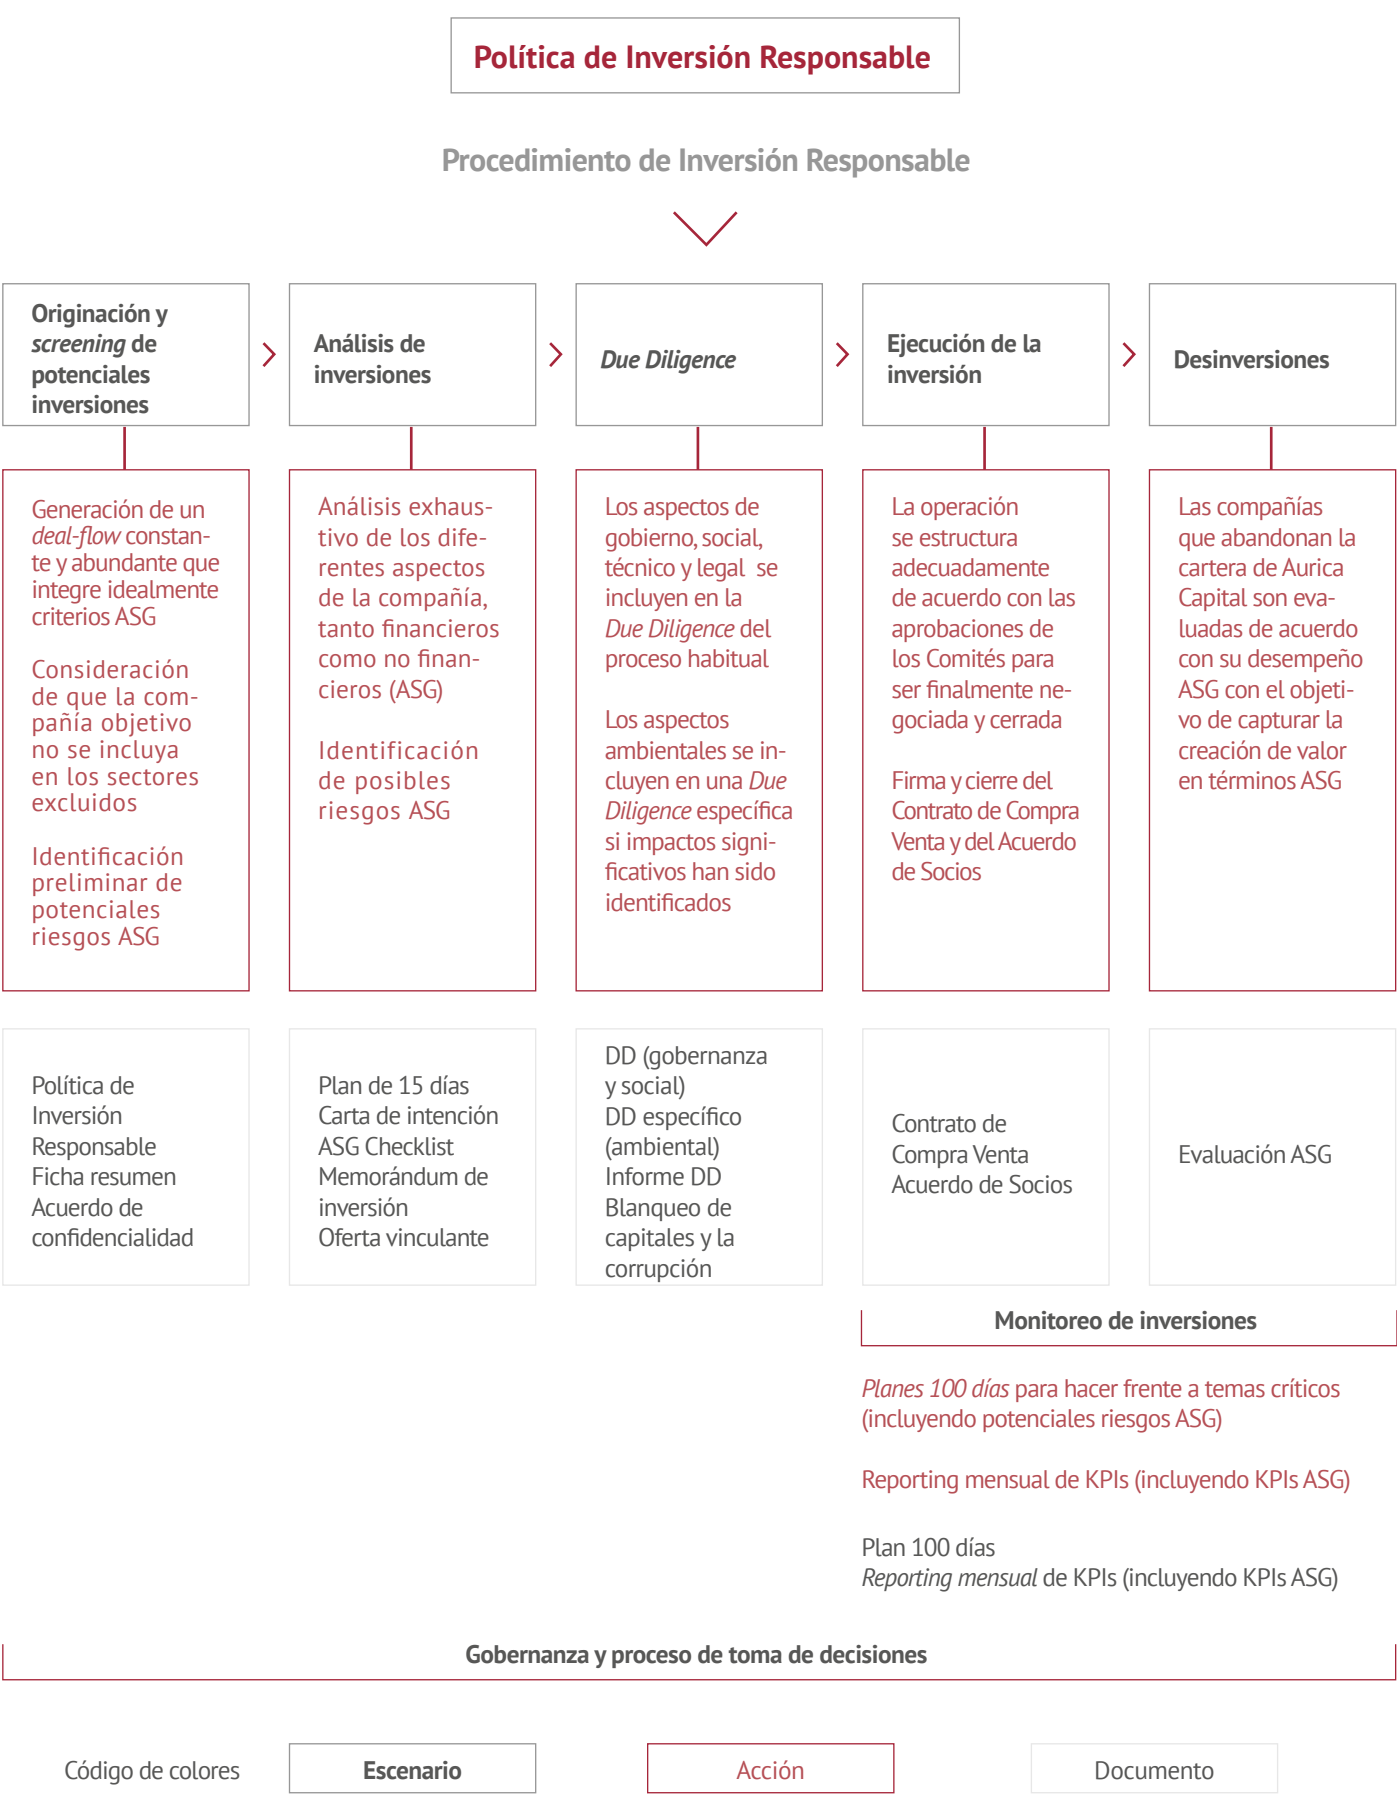 Política de Inversión Responsable
Procedimiento de Inversión Responsable
Originación y
screening de
potenciales
inversiones
Análisis de
inversiones
Due Diligence
Ejecución de la
inversión
Desinversiones
Generación de un
deal-flow constan-
te y abundante que
integre idealmente
criterios ASG
Consideración
de que la com-
pañía objetivo
no se incluya
en los sectores
excluidos
Identificación
preliminar de
potenciales
riesgos ASG
Análisis exhaus-
tivo de los dife-
rentes aspectos
de la compañía,
tanto financieros
como no finan-
cieros (ASG)
Identificación
de posibles
riesgos ASG
Los aspectos de
gobierno, social,
técnico y legal se
incluyen en la
Due Diligence del
proceso habitual
Los aspectos
ambientales se in-
cluyen en una Due
Diligence específica
si impactos signi-
ficativos han sido
identificados
La operación
se estructura
adecuadamente
de acuerdo con las
aprobaciones de
los Comités para
ser finalmente ne-
gociada y cerrada
Firma y cierre del
Contrato de Compra
Venta y del Acuerdo
de Socios
Las compañías
que abandonan la
cartera de Aurica
Capital son eva-
luadas de acuerdo
con su desempeño
ASG con el objeti-
vo de capturar la
creación de valor
en términos ASG
Política de
Inversión
Responsable
Ficha resumen
Acuerdo de
confidencialidad
Plan de 15 días
Carta de intención
ASG Checklist
Memorándum de
inversión
Oferta vinculante
DD (gobernanza
y social)
DD específico
(ambiental)
Informe DD
Blanqueo de
capitales y la
corrupción
Contrato de
Compra Venta
Acuerdo de Socios
Evaluación ASG
Monitoreo de inversiones
Planes 100 días para hacer frente a temas críticos
(incluyendo potenciales riesgos ASG)
Reporting mensual de KPIs (incluyendo KPIs ASG)
Plan 100 días
Reporting mensual de KPIs (incluyendo KPIs ASG)
Gobernanza y proceso de toma de decisiones
Código de colores
Escenario
Acción
Documento